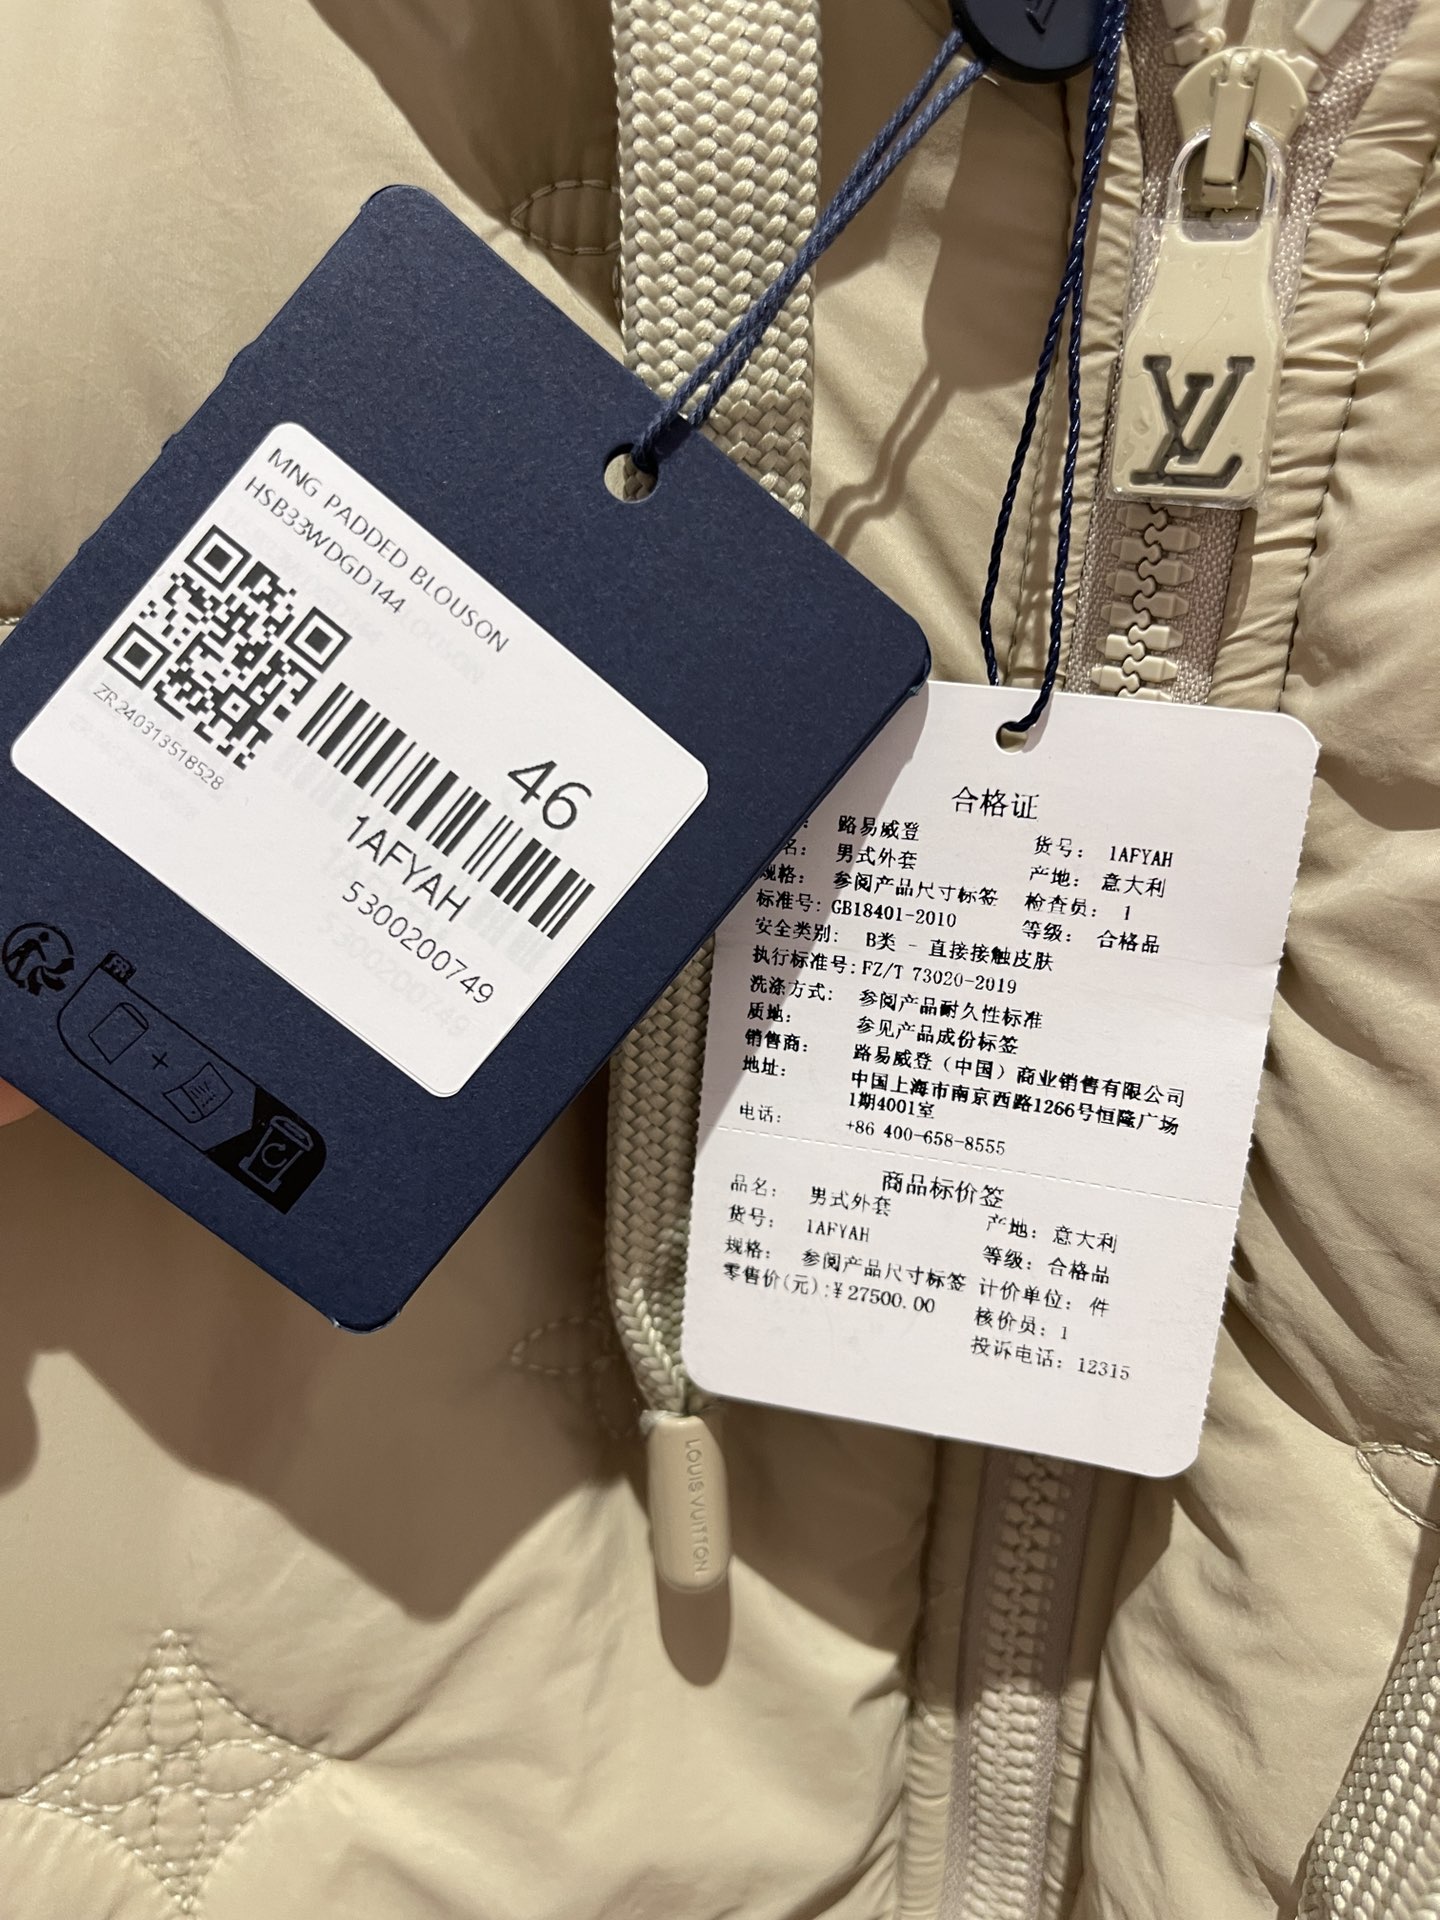 MNG PADDED BLOUSON
HSB33WDGD144
ZR240313518528
46
1AFYAH
5300200749
FR
LV
合格证
路易威登 货号: 1AFYAH
名: 男式外套 产地: 意大利
规格: 参阅产品尺寸标签 检查员: 1
标准号: GB18401-2010 等级: 合格品
安全类别: B类 - 直接接触皮肤
执行标准号: FZ/T 73020-2019
洗涤方式: 参阅产品耐久性标准
质地: 参见产品成份标签
销售商: 路易威登（中国）商业销售有限公司
地址: 中国上海市南京西路1266号恒隆广场
1期4001室
电话: +86 400-658-8555
商品标价签
品名: 男式外套 产地: 意大利
货号: 1AFYAH 等级: 合格品
规格: 参阅产品尺寸标签 计价单位: 件
零售价(元):¥27500.00 核价员: 1
投诉电话: 12315
LOUIS VUITTON